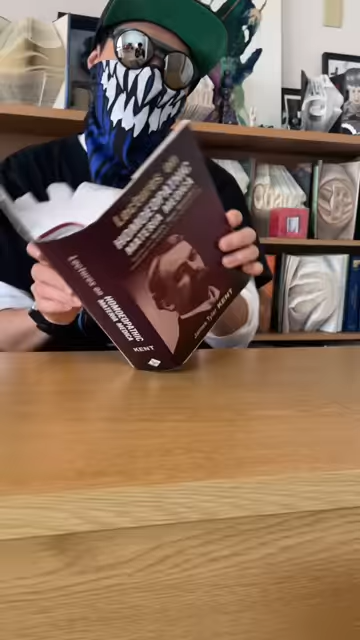 Lectures on
HOMOEOPATHIC
MATERIA MEDICA
James Tyler KENT
Lectures on
HOMOEOPATHIC
MATERIA MEDICA
KENT